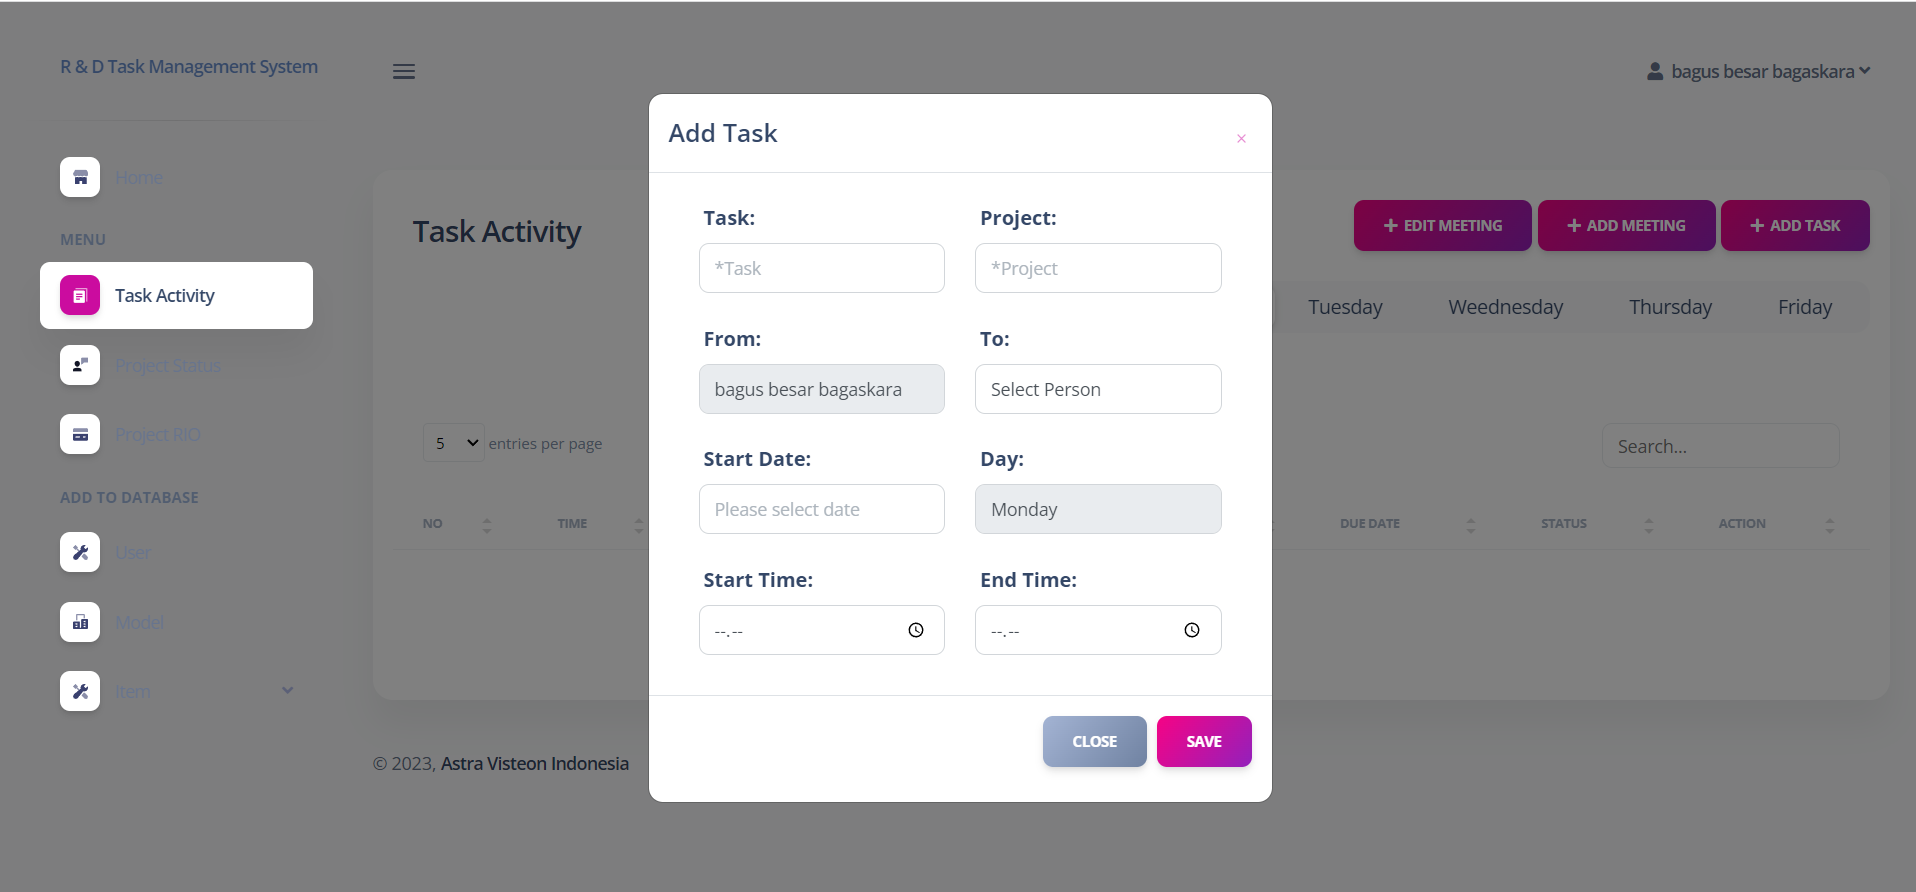 R & D Task Management System
bagus besar bagaskara
Home
MENU
Task Activity
Project Status
Project RIO
ADD TO DATABASE
User
Model
Item
Task Activity
EDIT MEETING
ADD MEETING
ADD TASK
Tuesday
Weednesday
Thursday
Friday
5 entries per page
Search...
NO
TIME
DUE DATE
STATUS
ACTION
© 2023, Astra Visteon Indonesia
Add Task
×
Task:
Project:
*Task
*Project
From:
To:
bagus besar bagaskara
Select Person
Start Date:
Day:
Please select date
Monday
Start Time:
End Time:
--.--
--.--
CLOSE
SAVE